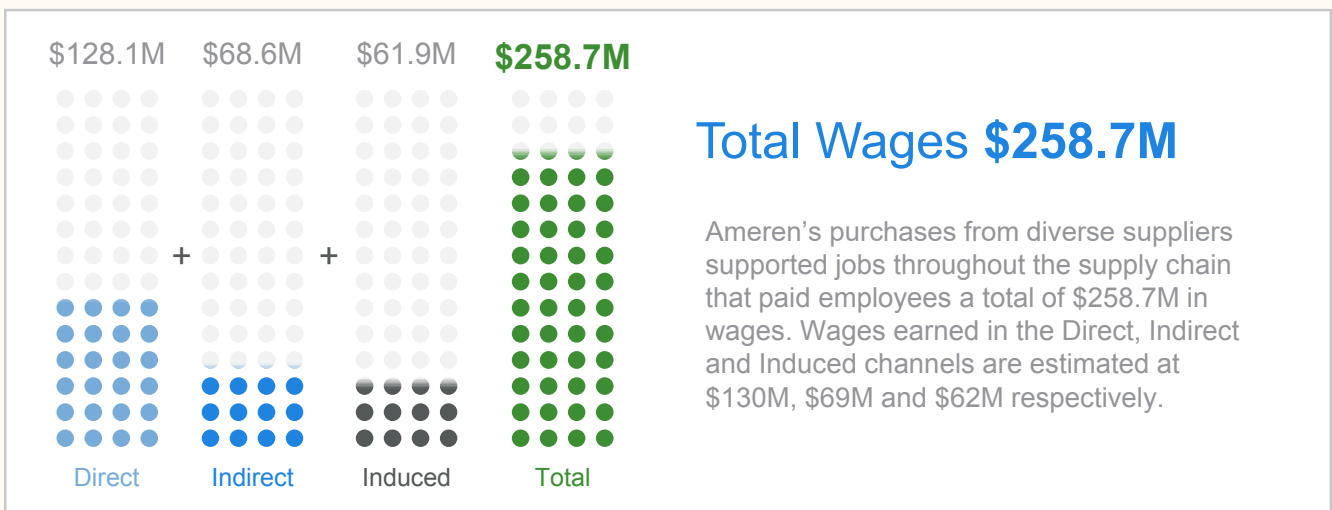 $128.1M $68.6M $61.9M $258.7M
+ +
Direct Indirect Induced Total
Total Wages $258.7M
Ameren’s purchases from diverse suppliers
supported jobs throughout the supply chain
that paid employees a total of $258.7M in
wages. Wages earned in the Direct, Indirect
and Induced channels are estimated at
$130M, $69M and $62M respectively.